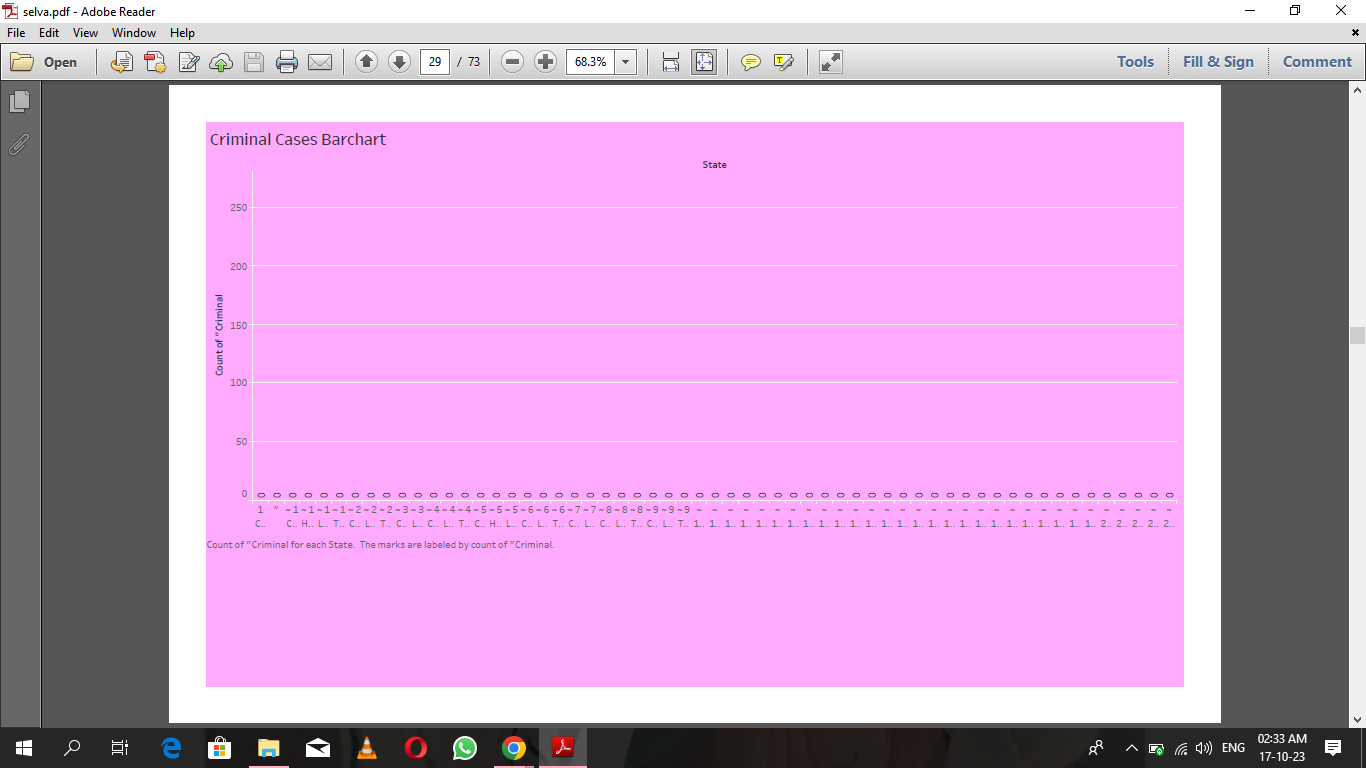 selva.pdf - Adobe Reader
File Edit View Window Help
Open 29 / 73 68.3% Tools Fill & Sign Comment
Criminal Cases Barchart
State
250
200
150
100
50
0
Count of "Criminal
0 0 0 0 0 0 0 0 0 0 0 0 0 0 0 0 0 0 0 0 0 0 0 0 0 0 0 0 0 0 0 0 0 0 0 0 0 0 0 0 0 0 0 0 0 0 0 0 0 0 0 0 0 0 0 0 0 0 0
1 " ~1 ~1 ~1 ~1 ~2 ~2 ~2 ~3 ~3 ~4 ~4 ~4 ~5 ~5 ~5 ~6 ~6 ~6 ~7 ~7 ~8 ~8 ~8 ~9 ~9 ~9 ~ ~ ~ ~ ~ ~ ~ ~ ~ ~ ~ ~ ~ ~ ~ ~ ~ ~ ~ ~ ~ ~ ~ ~ ~ ~ ~ ~ ~ ~ ~
C.. C.. H.. L.. T.. C.. L.. T.. C.. L.. C.. L.. T.. C.. H.. L.. C.. L.. T.. C.. L.. C.. L.. T.. C.. L.. T.. 1.. 1.. 1.. 1.. 1.. 1.. 1.. 1.. 1.. 1.. 1.. 1.. 1.. 1.. 1.. 1.. 1.. 1.. 1.. 1.. 1.. 1.. 1.. 1.. 1.. 1.. 2.. 2.. 2.. 2.. 2..
Count of "Criminal for each State. The marks are labeled by count of "Criminal.
ENG
02:33 AM
17-10-23